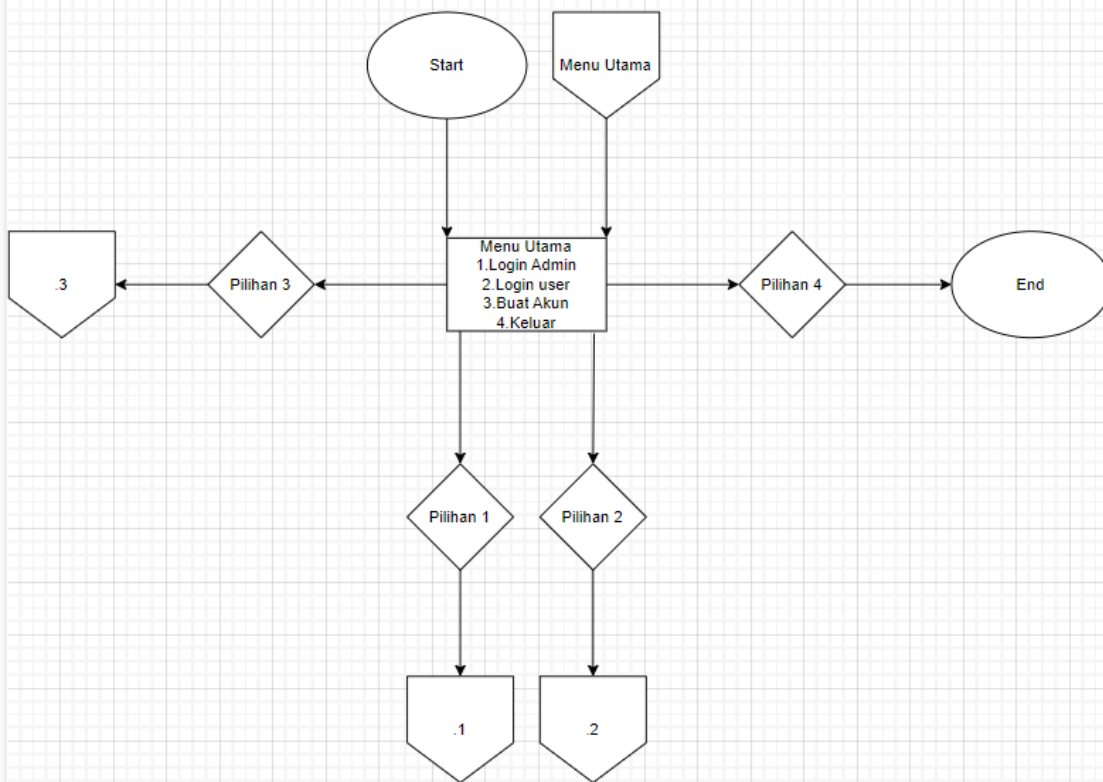 Start
Menu Utama
Menu Utama
1.Login Admin
2.Login user
3.Buat Akun
4.Keluar
.3
Pilihan 3
Pilihan 4
End
Pilihan 1
Pilihan 2
.1
.2